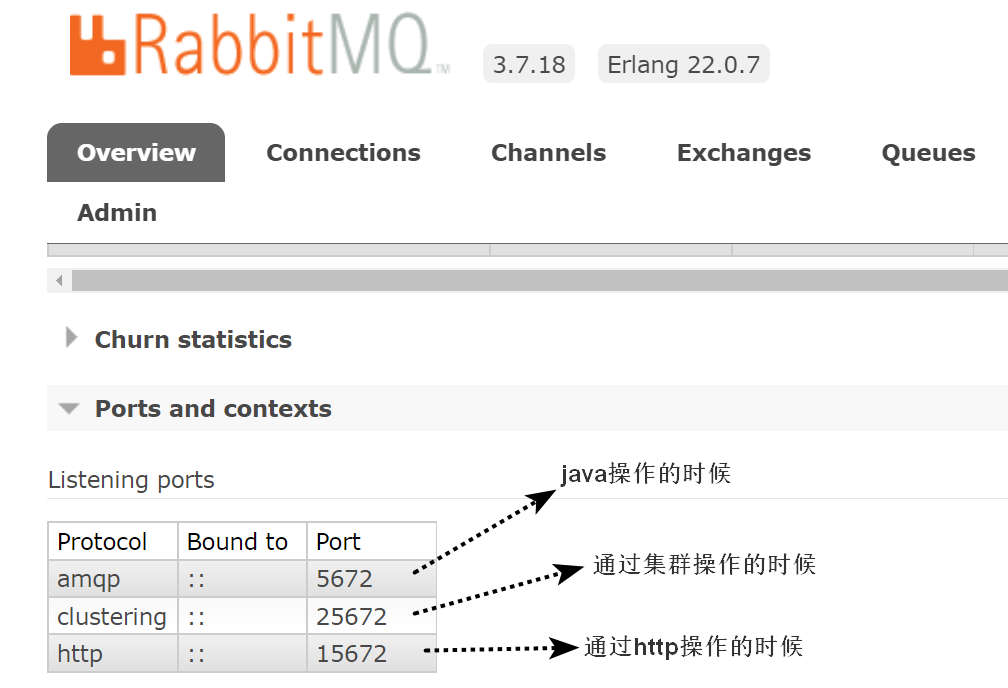 RabbitMQ TM 3.7.18 Erlang 22.0.7
Overview Connections Channels Exchanges Queues
Admin
Churn statistics
Ports and contexts
Listening ports
java操作的时候
Protocol Bound to Port
通过集群操作的时候
amqp :: 5672
clustering :: 25672
http :: 15672
通过http操作的时候